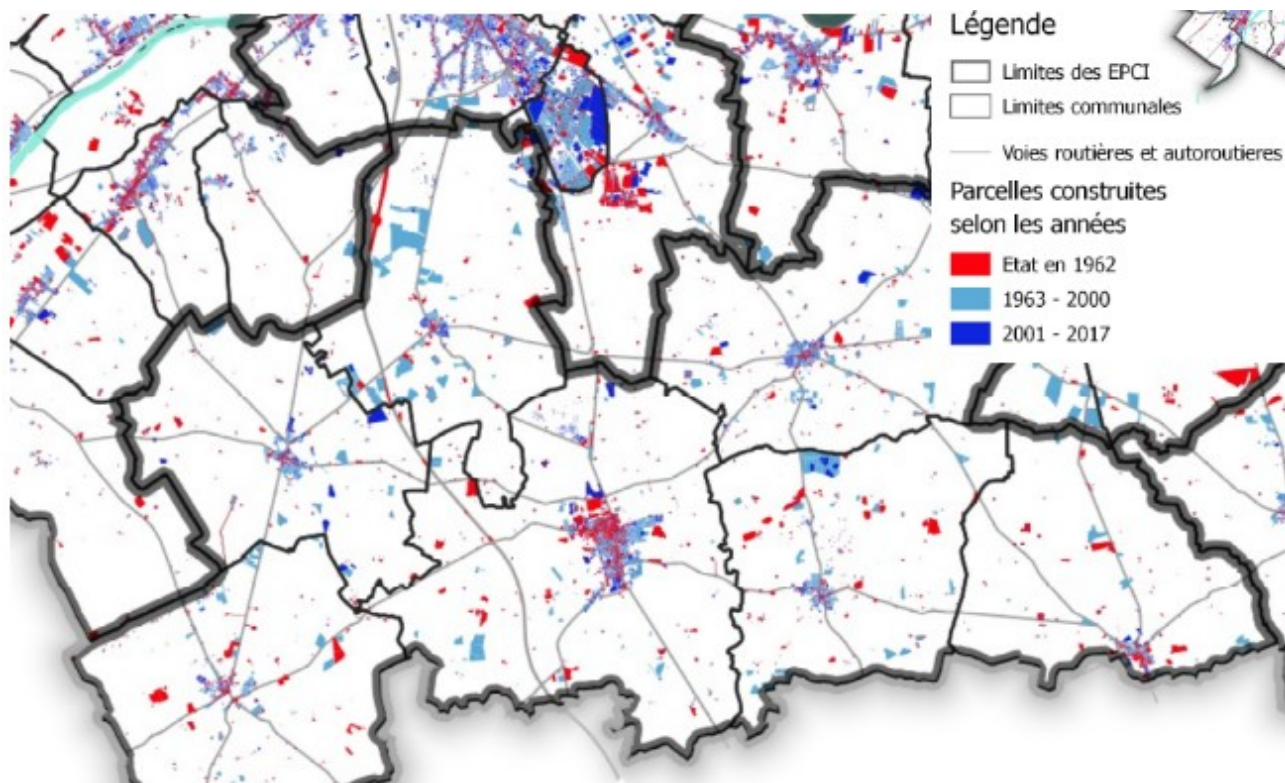 Légende
Limites des EPCI
Limites communales
Voies routières et autoroutieres
Parcelles construites
selon les années
Etat en 1962
1963 - 2000
2001 - 2017